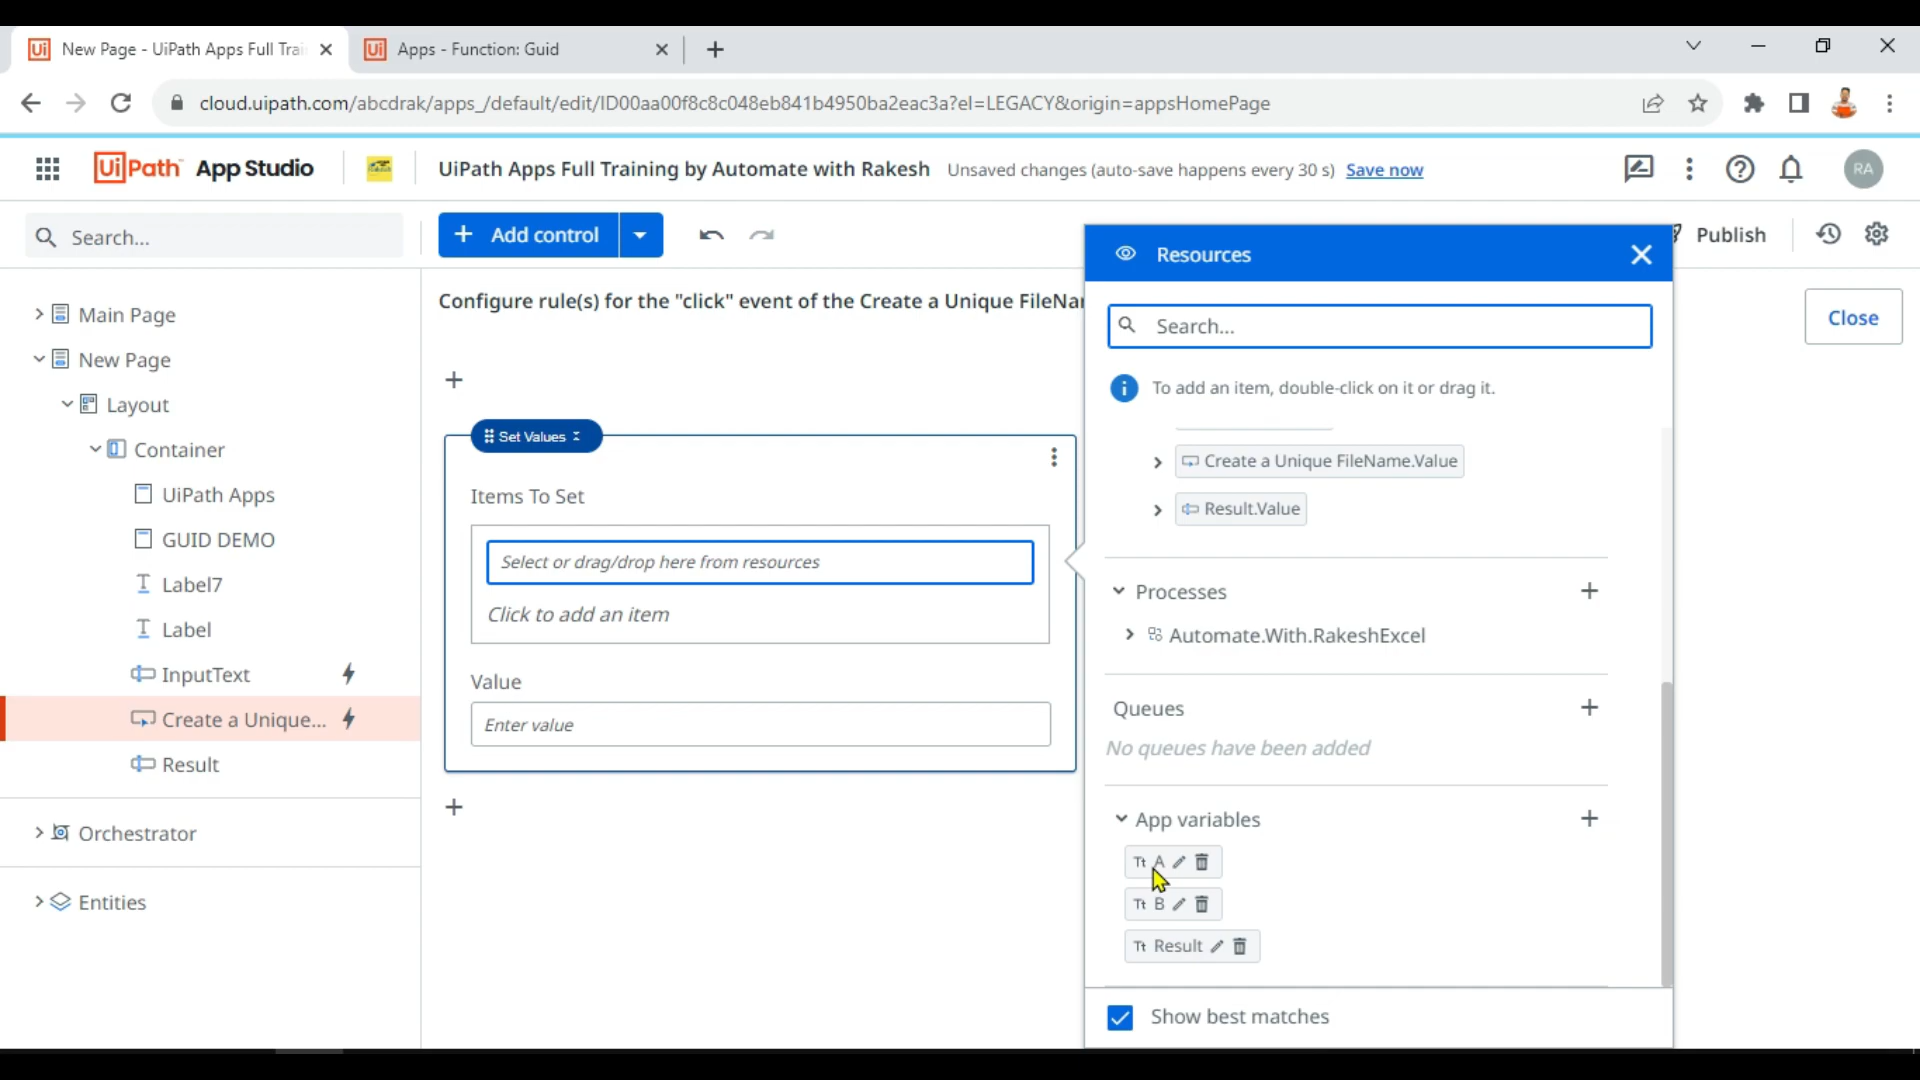 New Page - UiPath Apps Full Trai
Apps - Function: Guid
cloud.uipath.com/abcdrak/apps_/default/edit/ID00aa00f8c8c048eb841b4950ba2eac3a?el=LEGACY&origin=appsHomePage
UiPath App Studio
UiPath Apps Full Training by Automate with Rakesh
Unsaved changes (auto-save happens every 30 s) Save now
RA
Search...
Add control
Publish
Main Page
New Page
Layout
Container
UiPath Apps
GUID DEMO
Label7
Label
InputText
Create a Unique...
Result
Orchestrator
Entities
Configure rule(s) for the "click" event of the Create a Unique FileNa
Set Values
Items To Set
Select or drag/drop here from resources
Click to add an item
Value
Enter value
Resources
Search...
To add an item, double-click on it or drag it.
Create a Unique FileName.Value
Result.Value
Processes
Automate.With.RakeshExcel
Queues
No queues have been added
App variables
Tt A
Tt B
Tt Result
Show best matches
Close